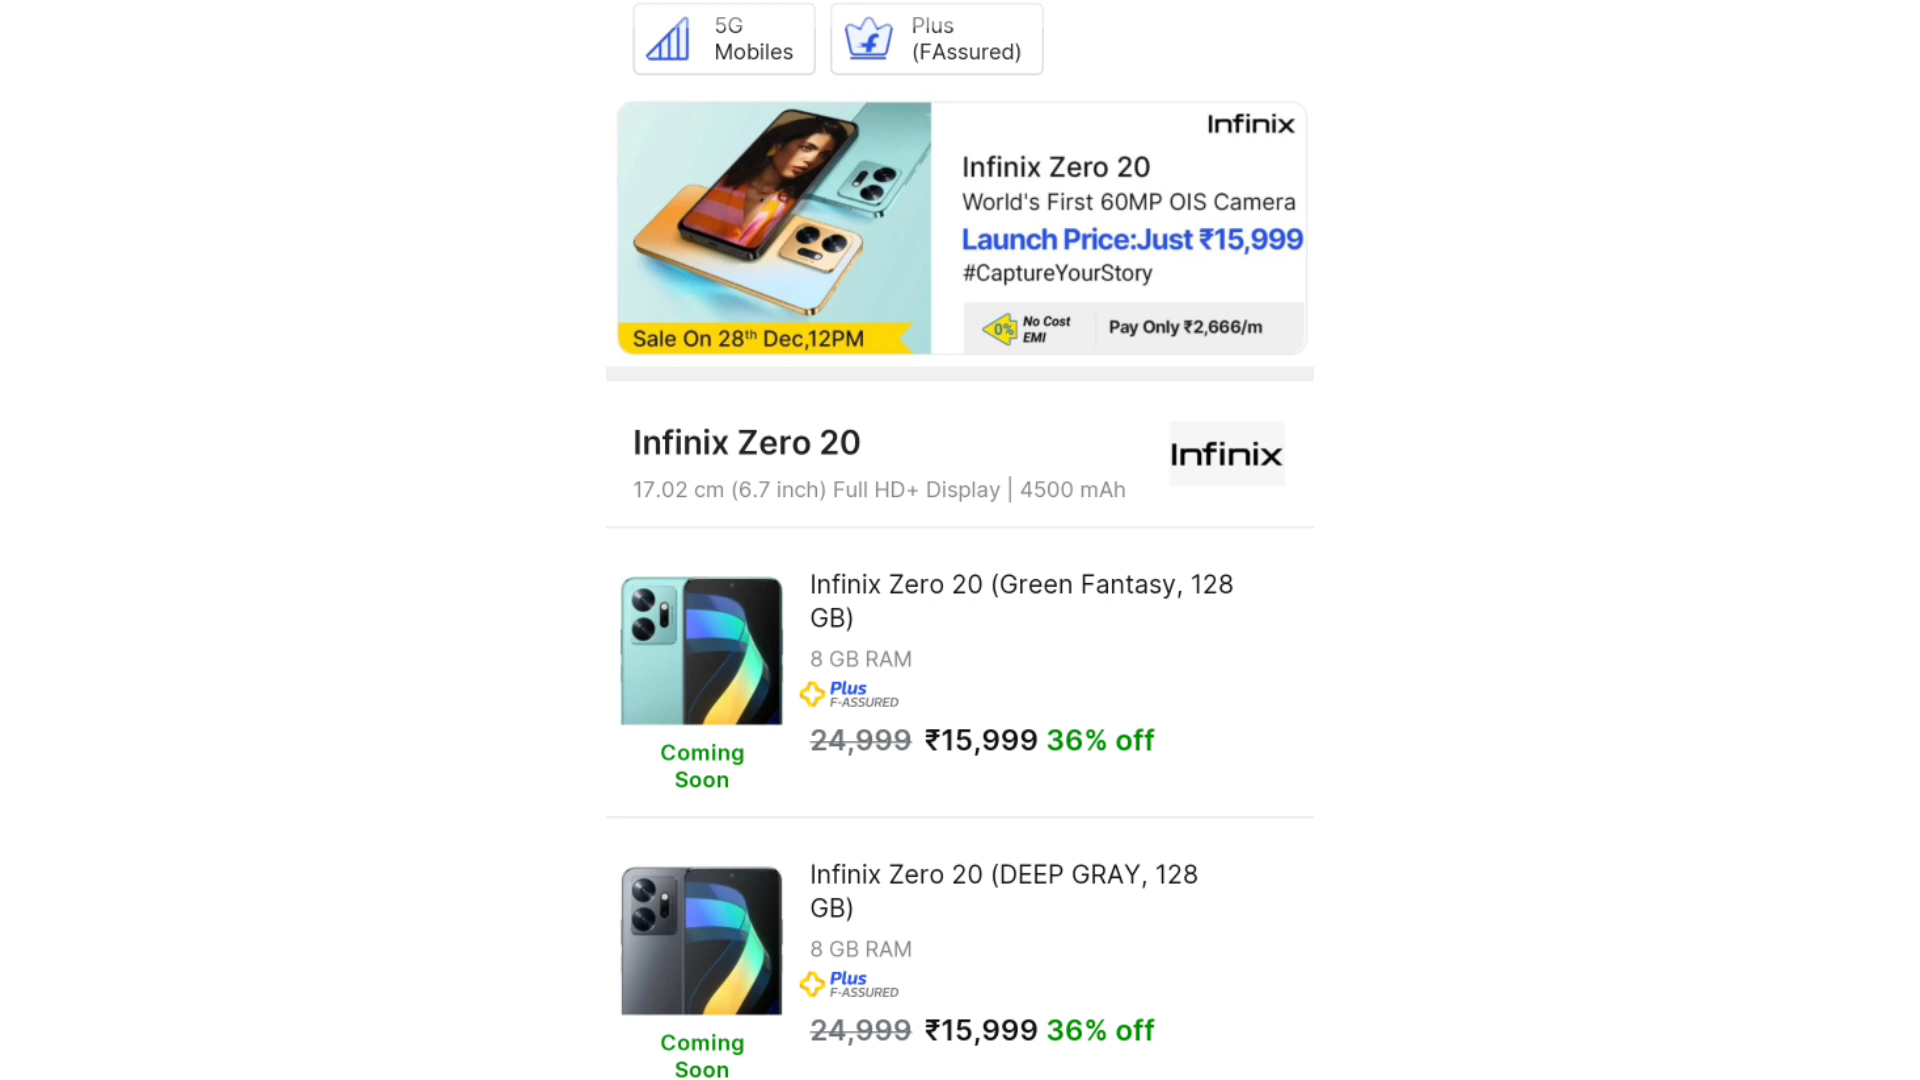 5G
Mobiles
Plus
(FAssured)
Infinix
Infinix Zero 20
World's First 60MP OIS Camera
Launch Price:Just ₹15,999
#CaptureYourStory
Sale On 28th Dec,12PM
0%
No Cost
EMI
Pay Only ₹2,666/m
Infinix Zero 20
Infinix
17.02 cm (6.7 inch) Full HD+ Display | 4500 mAh
Infinix Zero 20 (Green Fantasy, 128
GB)
8 GB RAM
Plus
F-ASSURED
24,999 ₹15,999 36% off
Coming
Soon
Infinix Zero 20 (DEEP GRAY, 128
GB)
8 GB RAM
Plus
F-ASSURED
24,999 ₹15,999 36% off
Coming
Soon